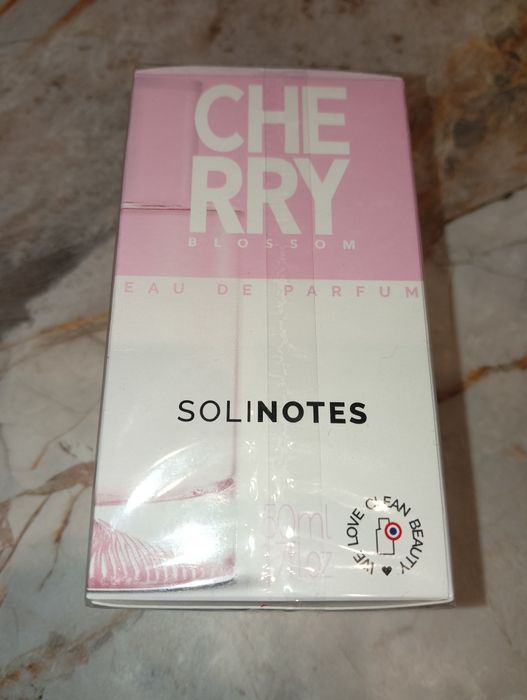 CHE
RRY
BLOSSOM
EAU DE PARFUM
SOLINOTES
50ml
WE LOVE CLEAN BEAUTY ♥